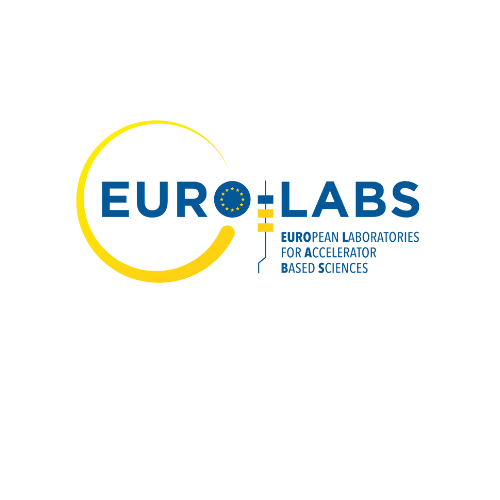 EURO-LABS
EUROPEAN LABORATORIES
FOR ACCELERATOR
BASED SCIENCES